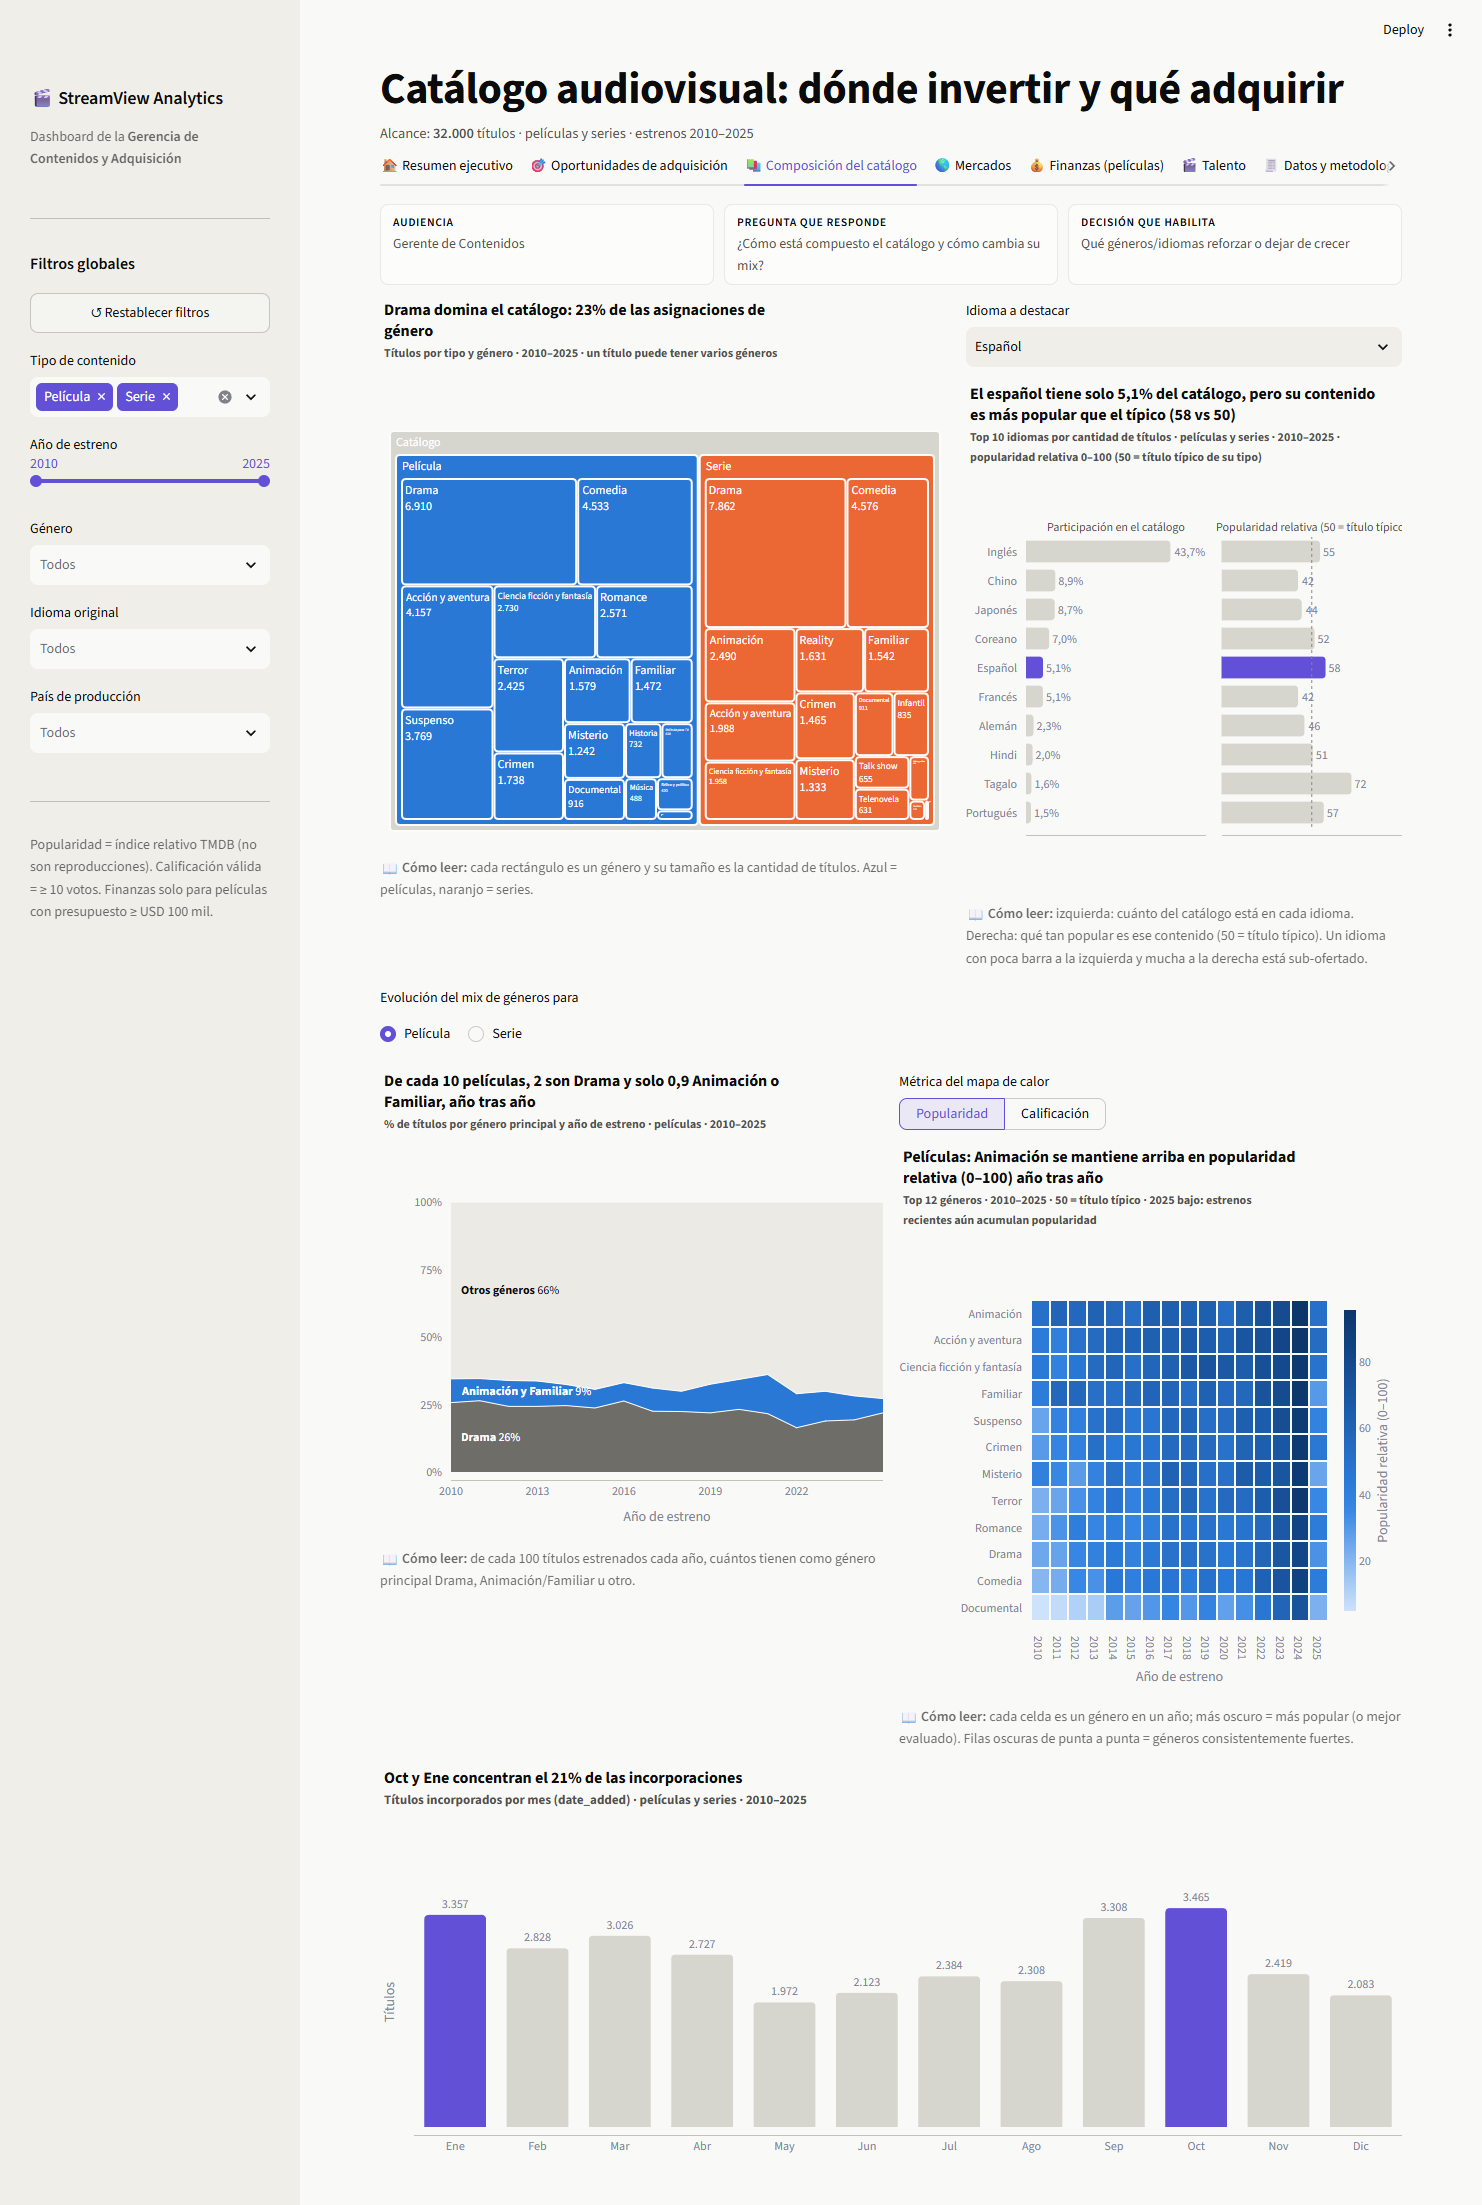 Deploy
StreamView Analytics
Dashboard de la Gerencia de
Contenidos y Adquisición
Filtros globales
↺ Restablecer filtros
Tipo de contenido
Película × Serie ×
Año de estreno
2010 2025
Género
Todos
Idioma original
Todos
País de producción
Todos
Popularidad = índice relativo TMDB (no
son reproducciones). Calificación válida
= ≥ 10 votos. Finanzas solo para películas
con presupuesto ≥ USD 100 mil.
Catálogo audiovisual: dónde invertir y qué adquirir
Alcance: 32.000 títulos · películas y series · estrenos 2010–2025
Resumen ejecutivo
Oportunidades de adquisición
Composición del catálogo
Mercados
Finanzas (películas)
Talento
Datos y metodolo
AUDIENCIA
Gerente de Contenidos
PREGUNTA QUE RESPONDE
¿Cómo está compuesto el catálogo y cómo cambia su
mix?
DECISIÓN QUE HABILITA
Qué géneros/idiomas reforzar o dejar de crecer
Drama domina el catálogo: 23% de las asignaciones de
género
Títulos por tipo y género · 2010–2025 · un título puede tener varios géneros
Catálogo
Película
Drama
6.910
Comedia
4.533
Acción y aventura
4.157
Ciencia ficción y fantasía
2.730
Romance
2.571
Suspenso
3.769
Terror
2.425
Animación
1.579
Familiar
1.472
Crimen
1.738
Misterio
1.242
Historia
732
Documental
916
Música
488
Serie
Drama
7.862
Comedia
4.576
Animación
2.490
Reality
1.631
Familiar
1.542
Acción y aventura
1.988
Crimen
1.465
Documental
911
Infantil
835
Ciencia ficción y fantasía
1.958
Misterio
1.333
Talk show
655
Telenovela
631
Cómo leer: cada rectángulo es un género y su tamaño es la cantidad de títulos. Azul =
películas, naranjo = series.
Idioma a destacar
Español
El español tiene solo 5,1% del catálogo, pero su contenido
es más popular que el típico (58 vs 50)
Top 10 idiomas por cantidad de títulos · películas y series · 2010–2025 ·
popularidad relativa 0–100 (50 = título típico de su tipo)
Participación en el catálogo
Popularidad relativa (50 = título típico
Inglés 43,7% 55
Chino 8,9% 42
Japonés 8,7% 44
Coreano 7,0% 52
Español 5,1% 58
Francés 5,1% 42
Alemán 2,3% 46
Hindi 2,0% 51
Tagalo 1,6% 72
Portugués 1,5% 57
Cómo leer: izquierda: cuánto del catálogo está en cada idioma.
Derecha: qué tan popular es ese contenido (50 = título típico). Un idioma
con poca barra a la izquierda y mucha a la derecha está sub-ofertado.
Evolución del mix de géneros para
Película Serie
De cada 10 películas, 2 son Drama y solo 0,9 Animación o
Familiar, año tras año
% de títulos por género principal y año de estreno · películas · 2010–2025
100%
75%
50%
25%
0%
Otros géneros 66%
Animación y Familiar 9%
Drama 26%
2010 2013 2016 2019 2022
Año de estreno
Cómo leer: de cada 100 títulos estrenados cada año, cuántos tienen como género
principal Drama, Animación/Familiar u otro.
Métrica del mapa de calor
Popularidad Calificación
Películas: Animación se mantiene arriba en popularidad
relativa (0–100) año tras año
Top 12 géneros · 2010–2025 · 50 = título típico · 2025 bajo: estrenos
recientes aún acumulan popularidad
Animación
Acción y aventura
Ciencia ficción y fantasía
Familiar
Suspenso
Crimen
Misterio
Terror
Romance
Drama
Comedia
Documental
2010 2011 2012 2013 2014 2015 2016 2017 2018 2019 2020 2021 2022 2023 2024 2025
Año de estreno
80
60
40
20
Popularidad relativa (0–100)
Cómo leer: cada celda es un género en un año; más oscuro = más popular (o mejor
evaluado). Filas oscuras de punta a punta = géneros consistentemente fuertes.
Oct y Ene concentran el 21% de las incorporaciones
Títulos incorporados por mes (date_added) · películas y series · 2010–2025
Títulos
3.357 2.828 3.026 2.727 1.972 2.123 2.384 2.308 3.308 3.465 2.419 2.083
Ene Feb Mar Abr May Jun Jul Ago Sep Oct Nov Dic